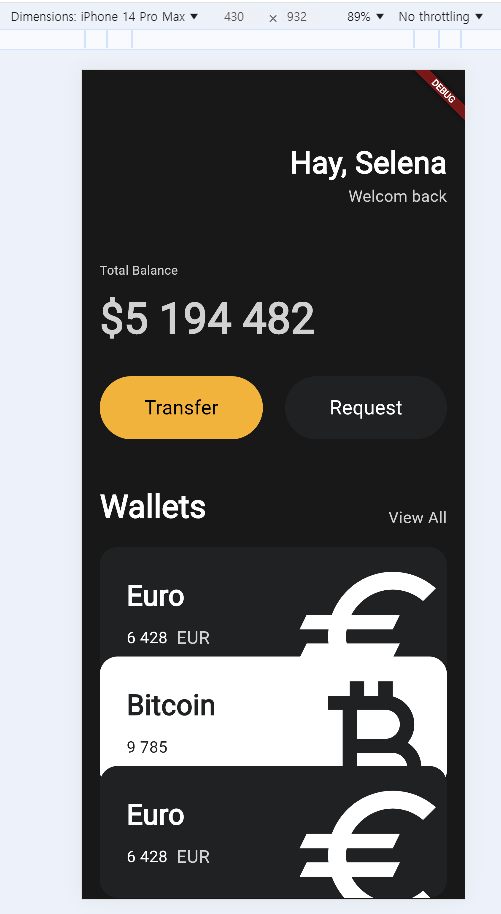 Dimensions: iPhone 14 Pro Max ▼ 430 × 932 89% ▼ No throttling ▼
DEBUG
Hay, Selena
Welcom back
Total Balance
$5 194 482
Transfer Request
Wallets
View All
Euro
6 428 EUR
€
Bitcoin
9 785
Euro
6 428 EUR
€